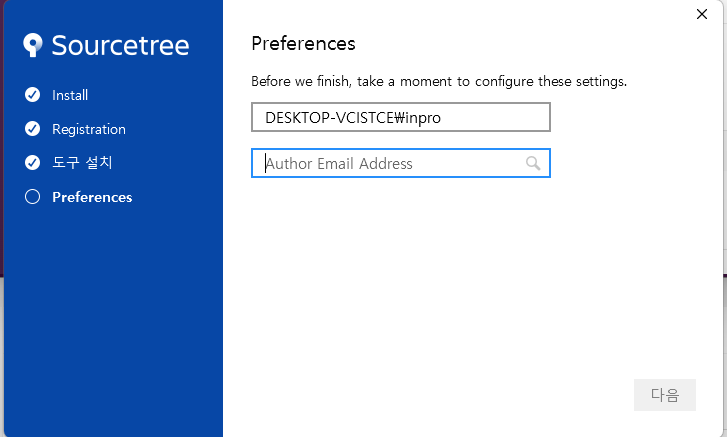 Sourcetree
Install
Registration
도구 설치
Preferences
Preferences
Before we finish, take a moment to configure these settings.
DESKTOP-VCISTCE₩inpro
Author Email Address
다음